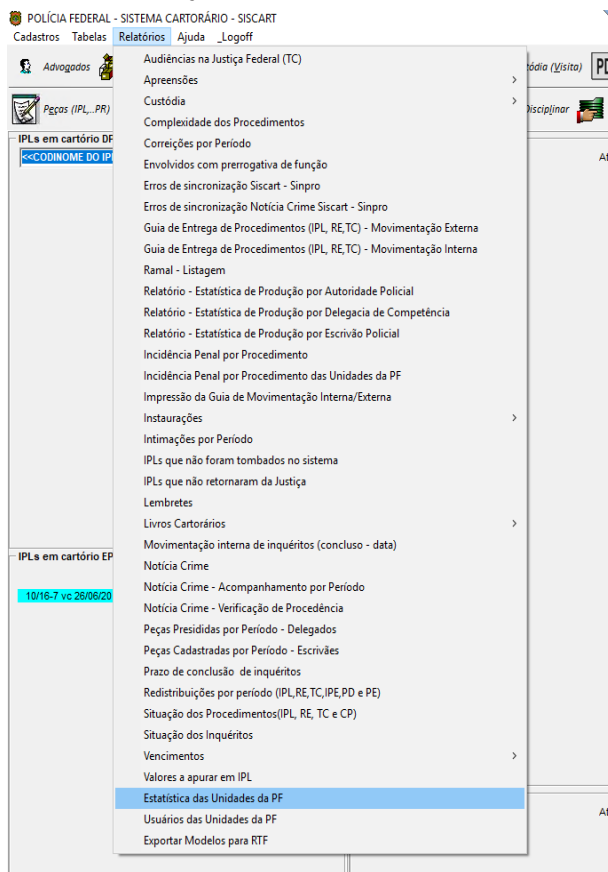 POLÍCIA FEDERAL - SISTEMA CARTORÁRIO - SISCART
Cadastros Tabelas Relatórios Ajuda _Logoff
Advogados
tódia (Visita)
Peças (IPL,..PR)
Disciplinar
IPLs em cartório DP
<<CODINOME DO IP
IPLs em cartório EP
10/16-7 vc 26/06/20
Audiências na Justiça Federal (TC)
Apreensões
Custódia
Complexidade dos Procedimentos
Correições por Período
Envolvidos com prerrogativa de função
Erros de sincronização Siscart - Sinpro
Erros de sincronização Notícia Crime Siscart - Sinpro
Guia de Entrega de Procedimentos (IPL, RE,TC) - Movimentação Externa
Guia de Entrega de Procedimentos (IPL, RE,TC) - Movimentação Interna
Ramal - Listagem
Relatório - Estatística de Produção por Autoridade Policial
Relatório - Estatística de Produção por Delegacia de Competência
Relatório - Estatística de Produção por Escrivão Policial
Incidência Penal por Procedimento
Incidência Penal por Procedimento das Unidades da PF
Impressão da Guia de Movimentação Interna/Externa
Instaurações
Intimações por Período
IPLs que não foram tombados no sistema
IPLs que não retornaram da Justiça
Lembretes
Livros Cartorários
Movimentação interna de inquéritos (concluso - data)
Notícia Crime
Notícia Crime - Acompanhamento por Período
Notícia Crime - Verificação de Procedência
Peças Presididas por Período - Delegados
Peças Cadastradas por Período - Escrivães
Prazo de conclusão de inquéritos
Redistribuições por período (IPL,RE,TC,IPE,PD e PE)
Situação dos Procedimentos(IPL, RE, TC e CP)
Situação dos Inquéritos
Vencimentos
Valores a apurar em IPL
Estatística das Unidades da PF
Usuários das Unidades da PF
Exportar Modelos para RTF